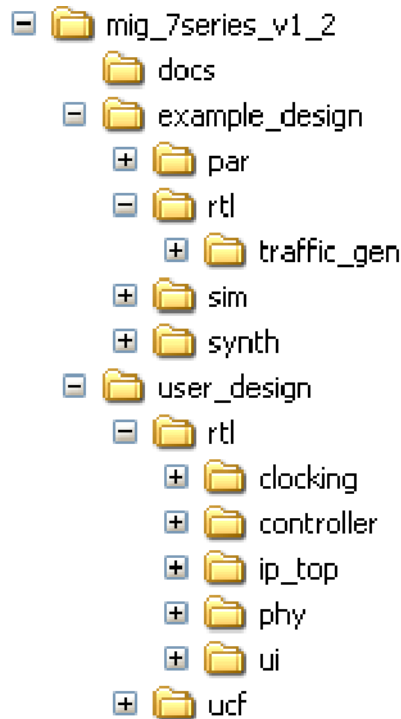 mig_7series_v1_2
docs
example_design
par
rtl
traffic_gen
sim
synth
user_design
rtl
clocking
controller
ip_top
phy
ui
ucf